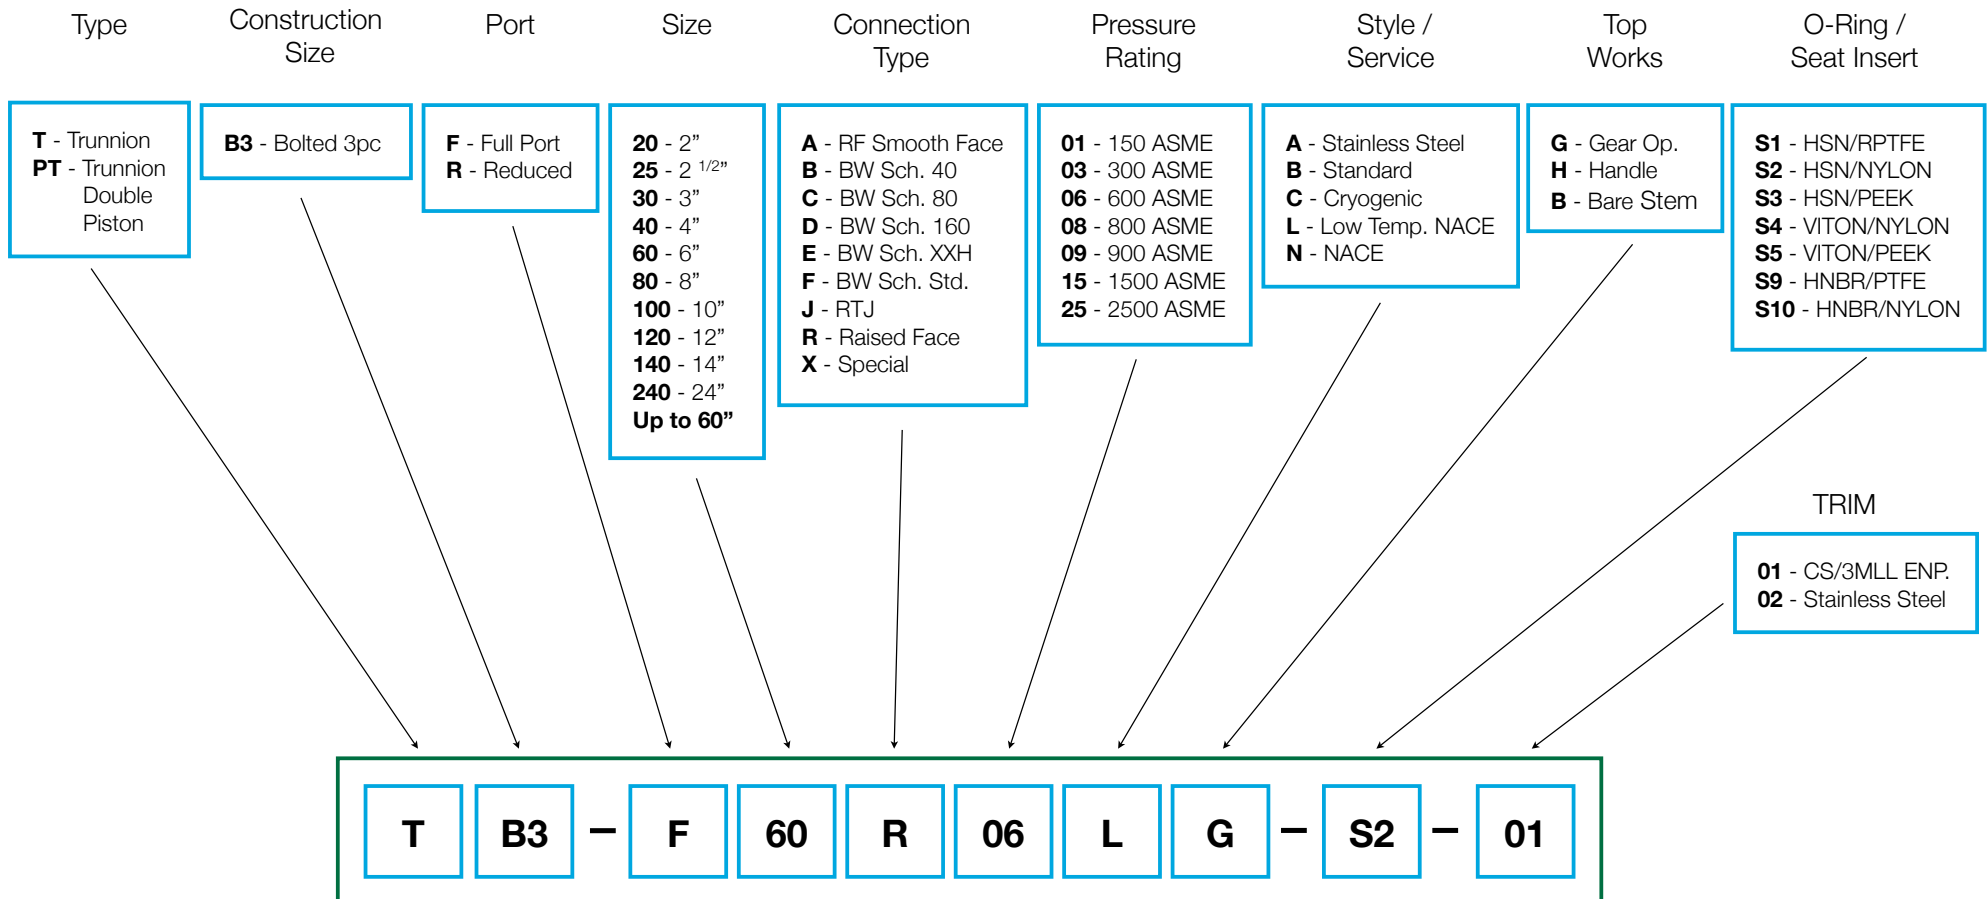 Type
Construction
Size
Port
Size
Connection
Type
Pressure
Rating
Style /
Service
Top
Works
O-Ring /
Seat Insert
T - Trunnion
PT - Trunnion
Double
Piston
B3 - Bolted 3pc
F - Full Port
R - Reduced
20 - 2”
25 - 2 1/2”
30 - 3”
40 - 4”
60 - 6”
80 - 8”
100 - 10”
120 - 12”
140 - 14”
240 - 24”
Up to 60”
A - RF Smooth Face
B - BW Sch. 40
C - BW Sch. 80
D - BW Sch. 160
E - BW Sch. XXH
F - BW Sch. Std.
J - RTJ
R - Raised Face
X - Special
01 - 150 ASME
03 - 300 ASME
06 - 600 ASME
08 - 800 ASME
09 - 900 ASME
15 - 1500 ASME
25 - 2500 ASME
A - Stainless Steel
B - Standard
C - Cryogenic
L - Low Temp. NACE
N - NACE
G - Gear Op.
H - Handle
B - Bare Stem
S1 - HSN/RPTFE
S2 - HSN/NYLON
S3 - HSN/PEEK
S4 - VITON/NYLON
S5 - VITON/PEEK
S9 - HNBR/PTFE
S10 - HNBR/NYLON
TRIM
01 - CS/3MLL ENP.
02 - Stainless Steel
T B3 – F 60 R 06 L G – S2 – 01